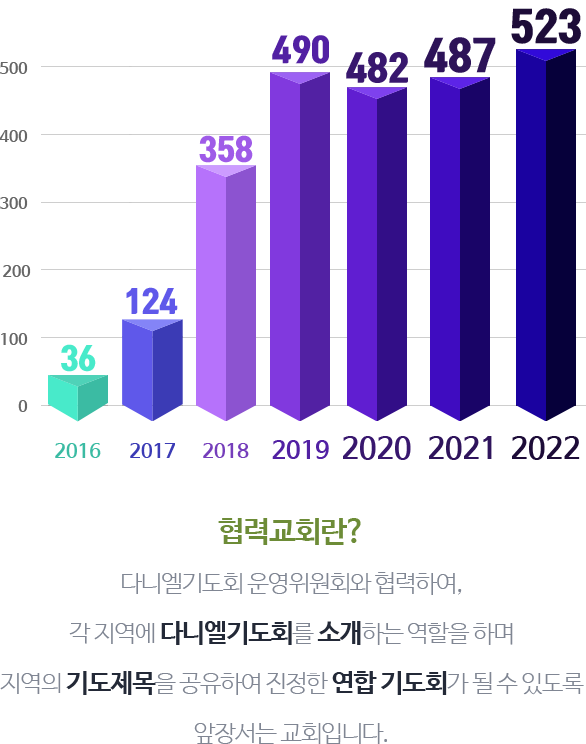 523
490
482
487
500
400
358
300
200
124
100
36
0
2016 2017 2018 2019 2020 2021 2022
협력교회란?
다니엘기도회 운영위원회와 협력하여,
각 지역에 다니엘기도회를 소개하는 역할을 하며
지역의 기도제목을 공유하여 진정한 연합 기도회가 될 수 있도록
앞장서는 교회입니다.